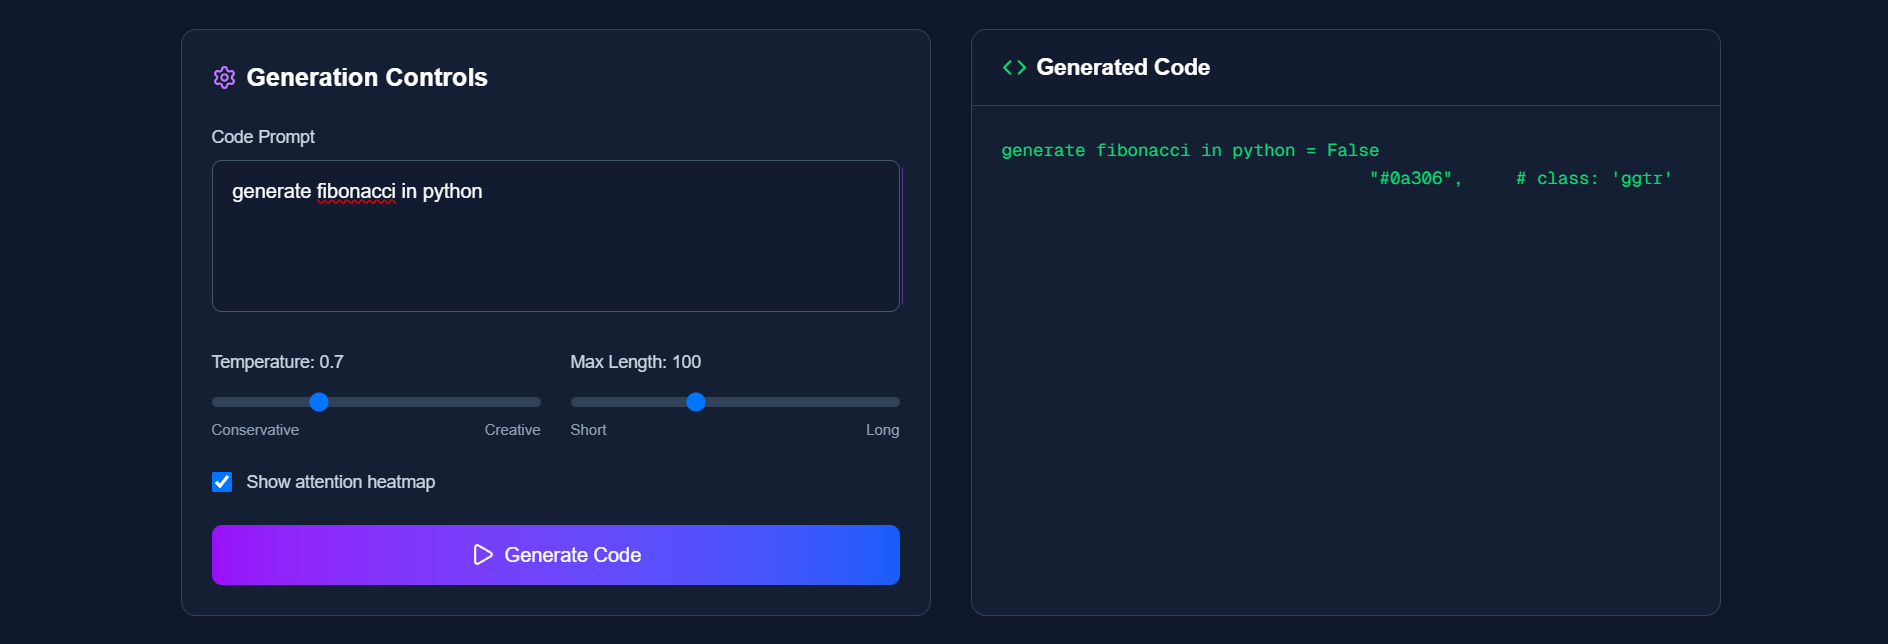 Generation Controls
Code Prompt
generate fibonacci in python
Temperature: 0.7
Conservative
Creative
Max Length: 100
Short
Long
Show attention heatmap
Generate Code
Generated Code
generate fibonacci in python = False
"#0a306",     # class: 'ggtr'